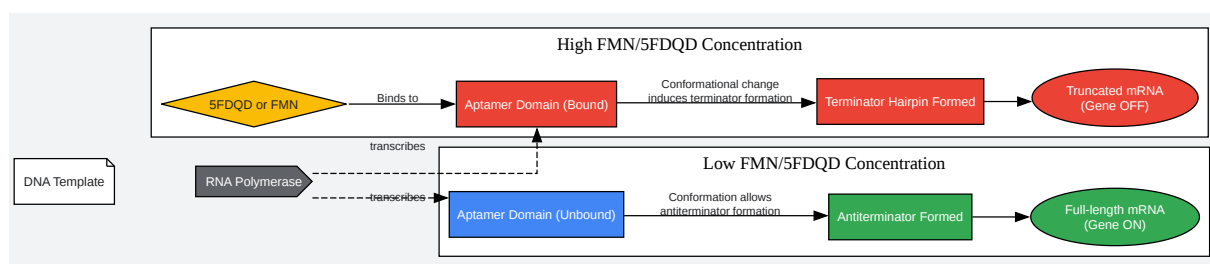 High FMN/5FDQD Concentration
5FDQD or FMN
Binds to
Aptamer Domain (Bound)
Conformational change
induces terminator formation
Terminator Hairpin Formed
Truncated mRNA
(Gene OFF)
DNA Template
RNA Polymerase
transcribes
transcribes
Low FMN/5FDQD Concentration
Aptamer Domain (Unbound)
Conformation allows
antiterminator formation
Antiterminator Formed
Full-length mRNA
(Gene ON)